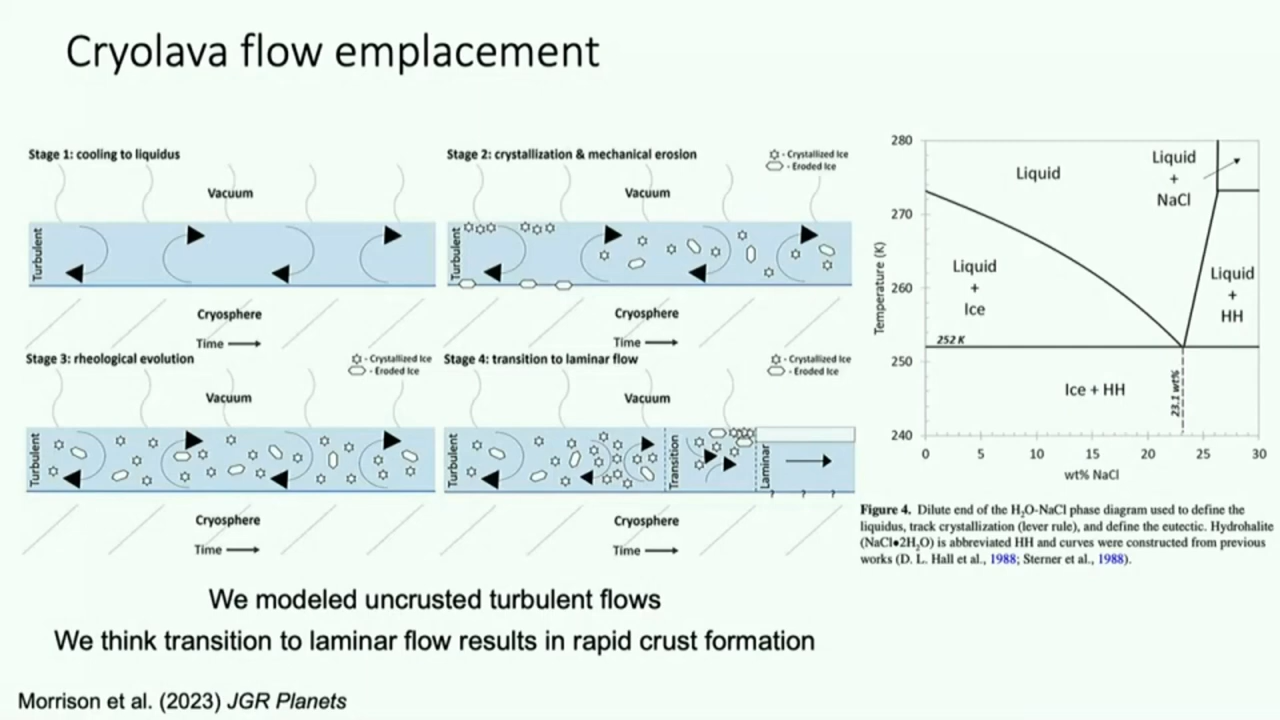 Cryolava flow emplacement
Stage 1: cooling to liquidus
Vacuum
Turbulent
Cryosphere
Time
Stage 2: crystallization & mechanical erosion
- Crystallized Ice
- Eroded Ice
Vacuum
Turbulent
Cryosphere
Time
Stage 3: rheological evolution
- Crystallized Ice
- Eroded Ice
Vacuum
Turbulent
Cryosphere
Time
Stage 4: transition to laminar flow
- Crystallized Ice
- Eroded Ice
Vacuum
Turbulent
Transition
Laminar
? ? ?
Cryosphere
Time
280
270
260
250
240
Temperature (K)
Liquid
Liquid
+
NaCl
Liquid
+
Ice
Liquid
+
HH
252 K
Ice + HH
23.1 wt%
0 5 10 15 20 25 30
wt% NaCl
Figure 4. Dilute end of the H₂O-NaCl phase diagram used to define the
liquidus, track crystallization (lever rule), and define the eutectic. Hydrohalite
(NaCl•2H₂O) is abbreviated HH and curves were constructed from previous
works (D. L. Hall et al., 1988; Sterner et al., 1988).
We modeled uncrusted turbulent flows
We think transition to laminar flow results in rapid crust formation
Morrison et al. (2023) JGR Planets